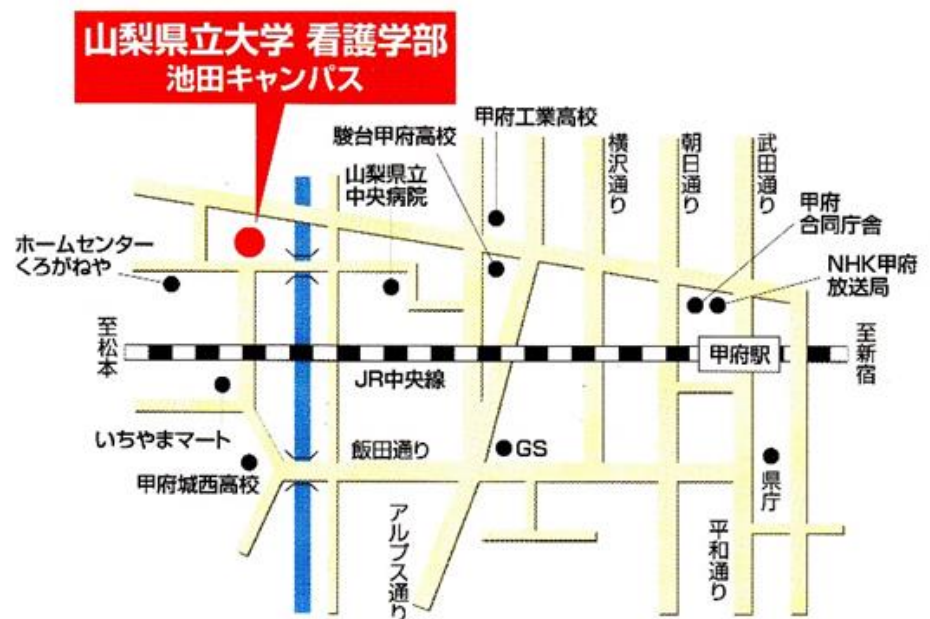 山梨県立大学 看護学部
池田キャンパス
甲府工業高校
駿台甲府高校
山梨県立
中央病院
横沢通り
朝日通り
武田通り
甲府
合同庁舎
NHK甲府
放送局
ホームセンター
くろがねや
至松本
甲府駅
至新宿
JR中央線
いちやまマート
飯田通り
GS
甲府城西高校
県庁
アルプス通り
平和通り